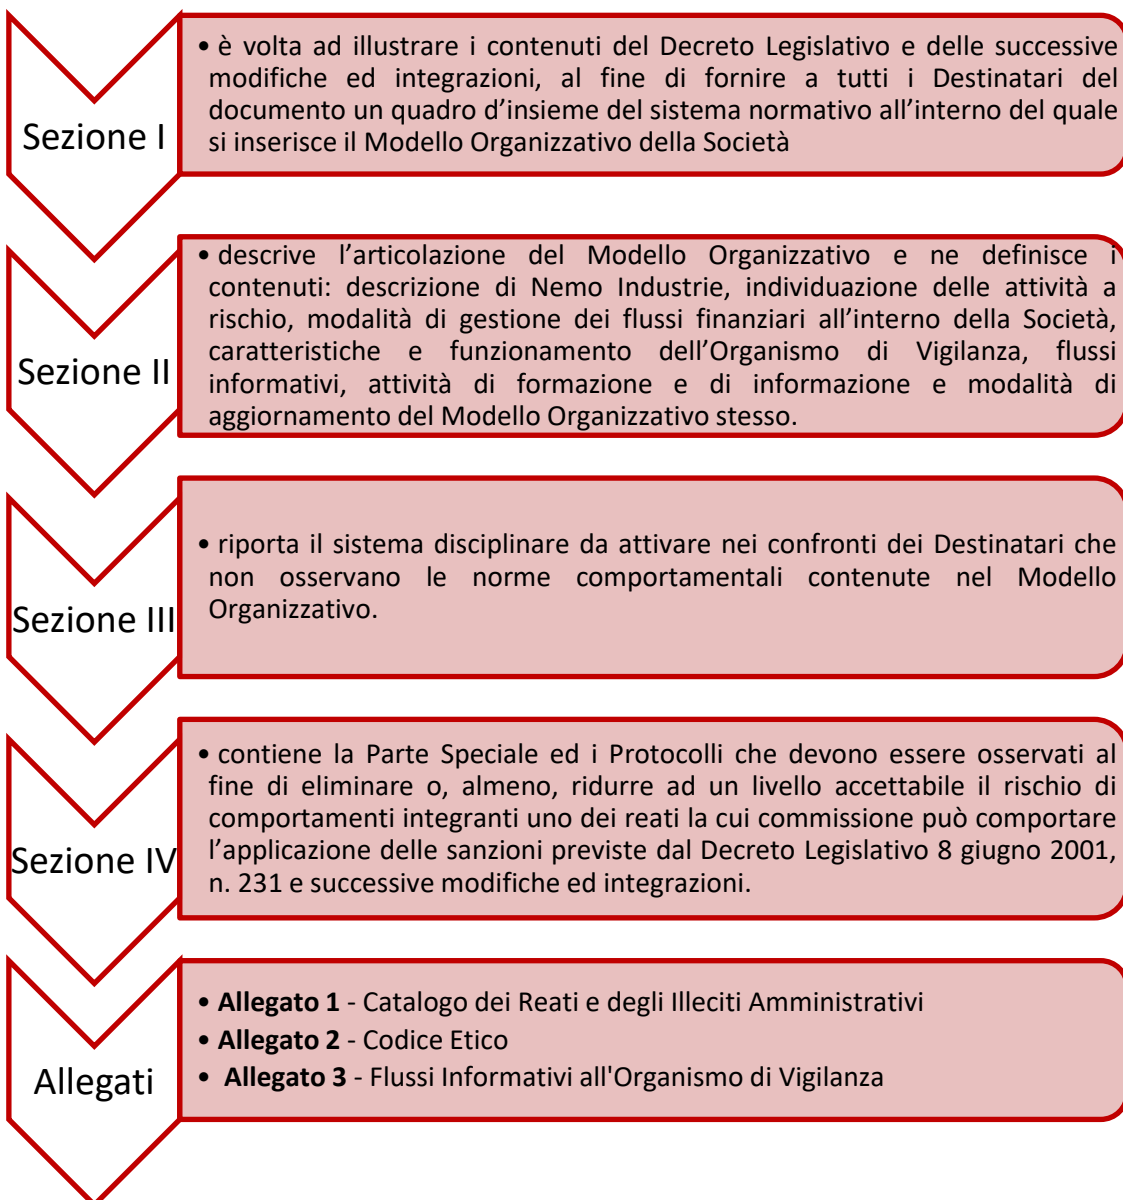 Sezione I
• è volta ad illustrare i contenuti del Decreto Legislativo e delle successive
modifiche ed integrazioni, al fine di fornire a tutti i Destinatari del
documento un quadro d’insieme del sistema normativo all’interno del quale
si inserisce il Modello Organizzativo della Società
Sezione II
• descrive l’articolazione del Modello Organizzativo e ne definisce i
contenuti: descrizione di Nemo Industrie, individuazione delle attività a
rischio, modalità di gestione dei flussi finanziari all’interno della Società,
caratteristiche e funzionamento dell’Organismo di Vigilanza, flussi
informativi, attività di formazione e di informazione e modalità di
aggiornamento del Modello Organizzativo stesso.
Sezione III
• riporta il sistema disciplinare da attivare nei confronti dei Destinatari che
non osservano le norme comportamentali contenute nel Modello
Organizzativo.
Sezione IV
• contiene la Parte Speciale ed i Protocolli che devono essere osservati al
fine di eliminare o, almeno, ridurre ad un livello accettabile il rischio di
comportamenti integranti uno dei reati la cui commissione può comportare
l’applicazione delle sanzioni previste dal Decreto Legislativo 8 giugno 2001,
n. 231 e successive modifiche ed integrazioni.
Allegati
• Allegato 1 - Catalogo dei Reati e degli Illeciti Amministrativi
• Allegato 2 - Codice Etico
• Allegato 3 - Flussi Informativi all'Organismo di Vigilanza